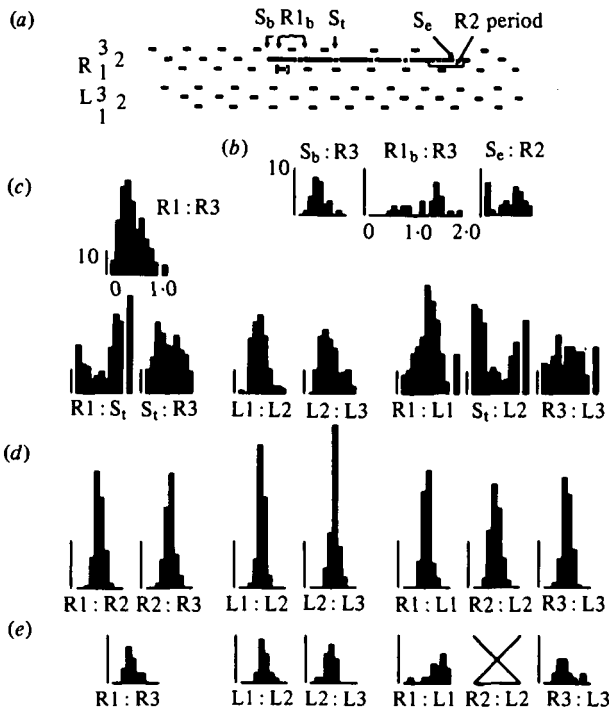 (a) S_b R1_b S_t S_e R2 period
R 3 1 2
L 3 1 2
(b) S_b : R3 R1_b : R3 S_e : R2
10
0 1·0 2·0
(c) R1 : R3
10
0 1·0
R1 : S_t S_t : R3 L1 : L2 L2 : L3 R1 : L1 S_t : L2 R3 : L3
(d)
R1 : R2 R2 : R3 L1 : L2 L2 : L3 R1 : L1 R2 : L2 R3 : L3
(e)
R1 : R3 L1 : L2 L2 : L3 R1 : L1 R2 : L2 R3 : L3